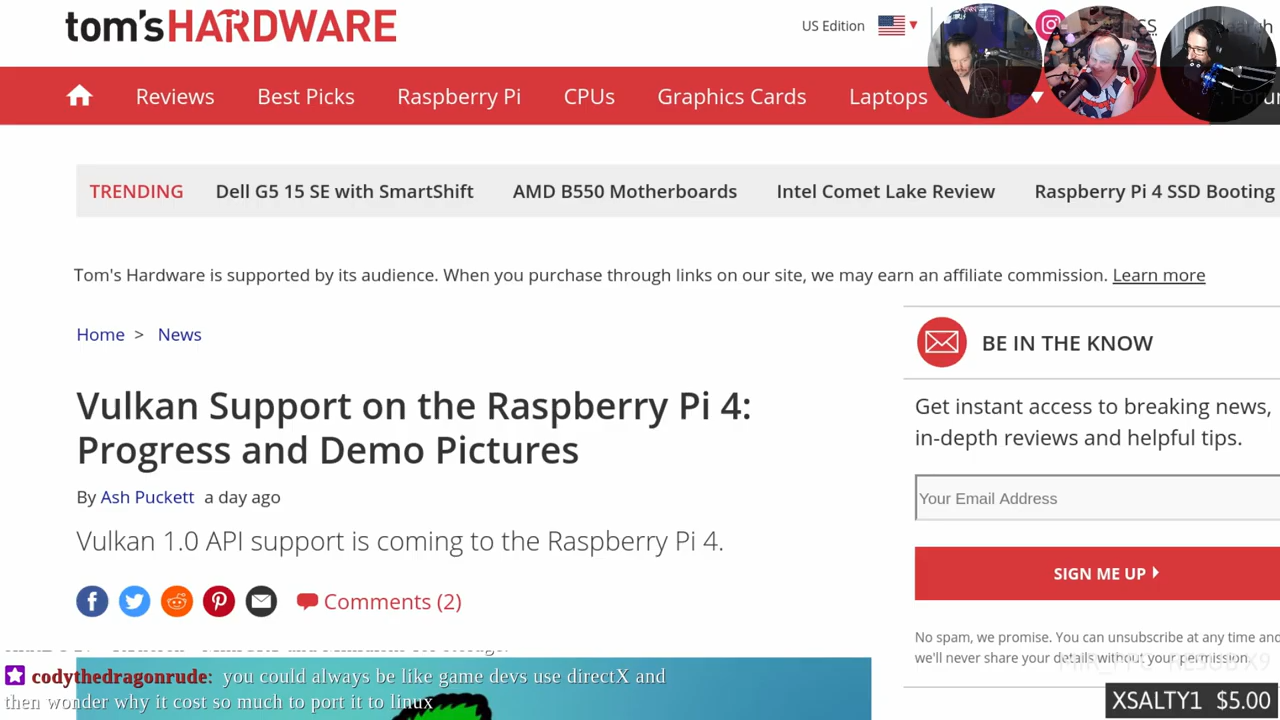 tom's HARDWARE
US Edition
Reviews
Best Picks
Raspberry Pi
CPUs
Graphics Cards
Laptops
More
TRENDING
Dell G5 15 SE with SmartShift
AMD B550 Motherboards
Intel Comet Lake Review
Raspberry Pi 4 SSD Booting
Tom's Hardware is supported by its audience. When you purchase through links on our site, we may earn an affiliate commission. Learn more
Home > News
BE IN THE KNOW
Vulkan Support on the Raspberry Pi 4:
Progress and Demo Pictures
Get instant access to breaking news,
in-depth reviews and helpful tips.
By Ash Puckett a day ago
Your Email Address
Vulkan 1.0 API support is coming to the Raspberry Pi 4.
SIGN ME UP
Comments (2)
No spam, we promise. You can unsubscribe at any time and
we'll never share your details without your permission.
codythedragonrude: you could always be like game devs use directX and
then wonder why it cost so much to port it to linux
XSALTY1 $5.00